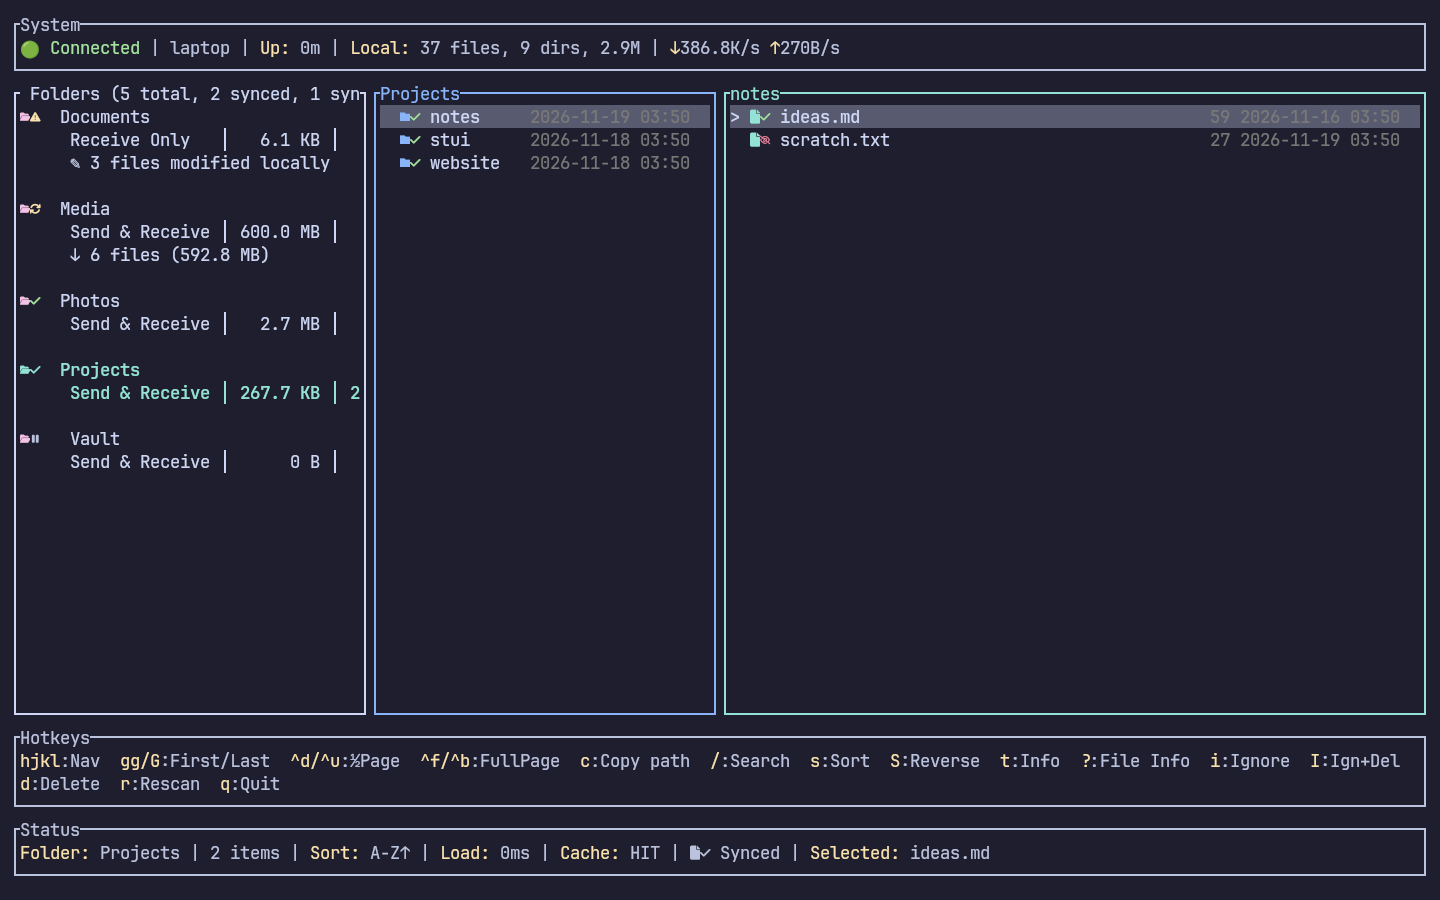 System
Connected | laptop | Up: 0m | Local: 37 files, 9 dirs, 2.9M | ↓386.8K/s ↑270B/s
Folders (5 total, 2 synced, 1 syn
Documents
Receive Only │ 6.1 KB │
✎ 3 files modified locally
Media
Send & Receive │ 600.0 MB │
↓ 6 files (592.8 MB)
Photos
Send & Receive │ 2.7 MB │
Projects
Send & Receive │ 267.7 KB │ 2
Vault
Send & Receive │ 0 B │
Projects
notes 2026-11-19 03:50
stui 2026-11-18 03:50
website 2026-11-18 03:50
notes
> ideas.md 59 2026-11-16 03:50
scratch.txt 27 2026-11-19 03:50
Hotkeys
hjkl:Nav gg/G:First/Last ^d/^u:½Page ^f/^b:FullPage c:Copy path /:Search s:Sort S:Reverse t:Info ?:File Info i:Ignore I:Ign+Del
d:Delete r:Rescan q:Quit
Status
Folder: Projects | 2 items | Sort: A-Z↑ | Load: 0ms | Cache: HIT | Synced | Selected: ideas.md